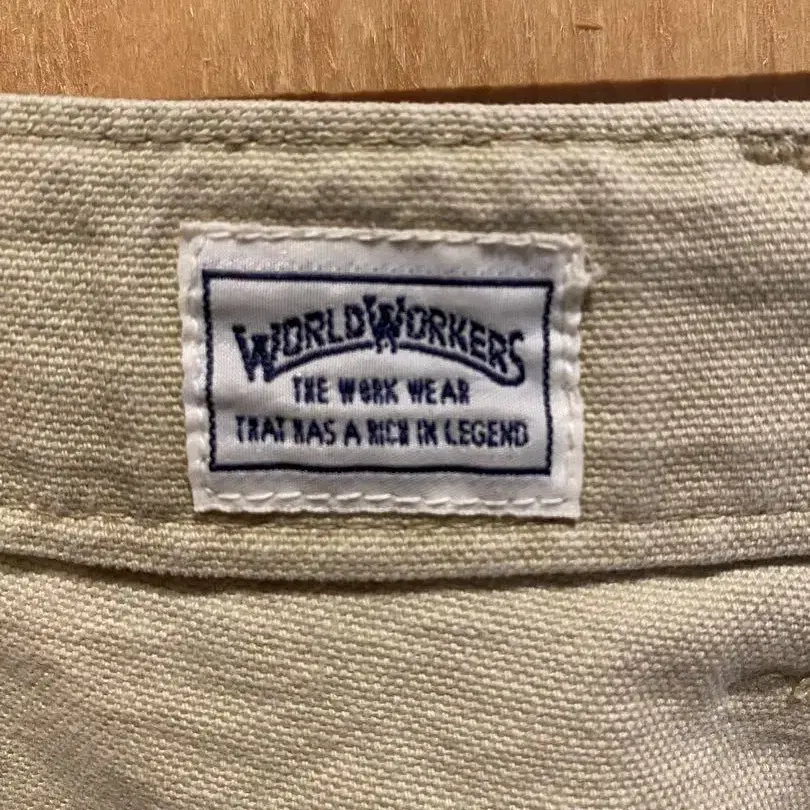 WORLDWORKERS
THE WORK WEAR
THAT HAS A RICH IN LEGEND